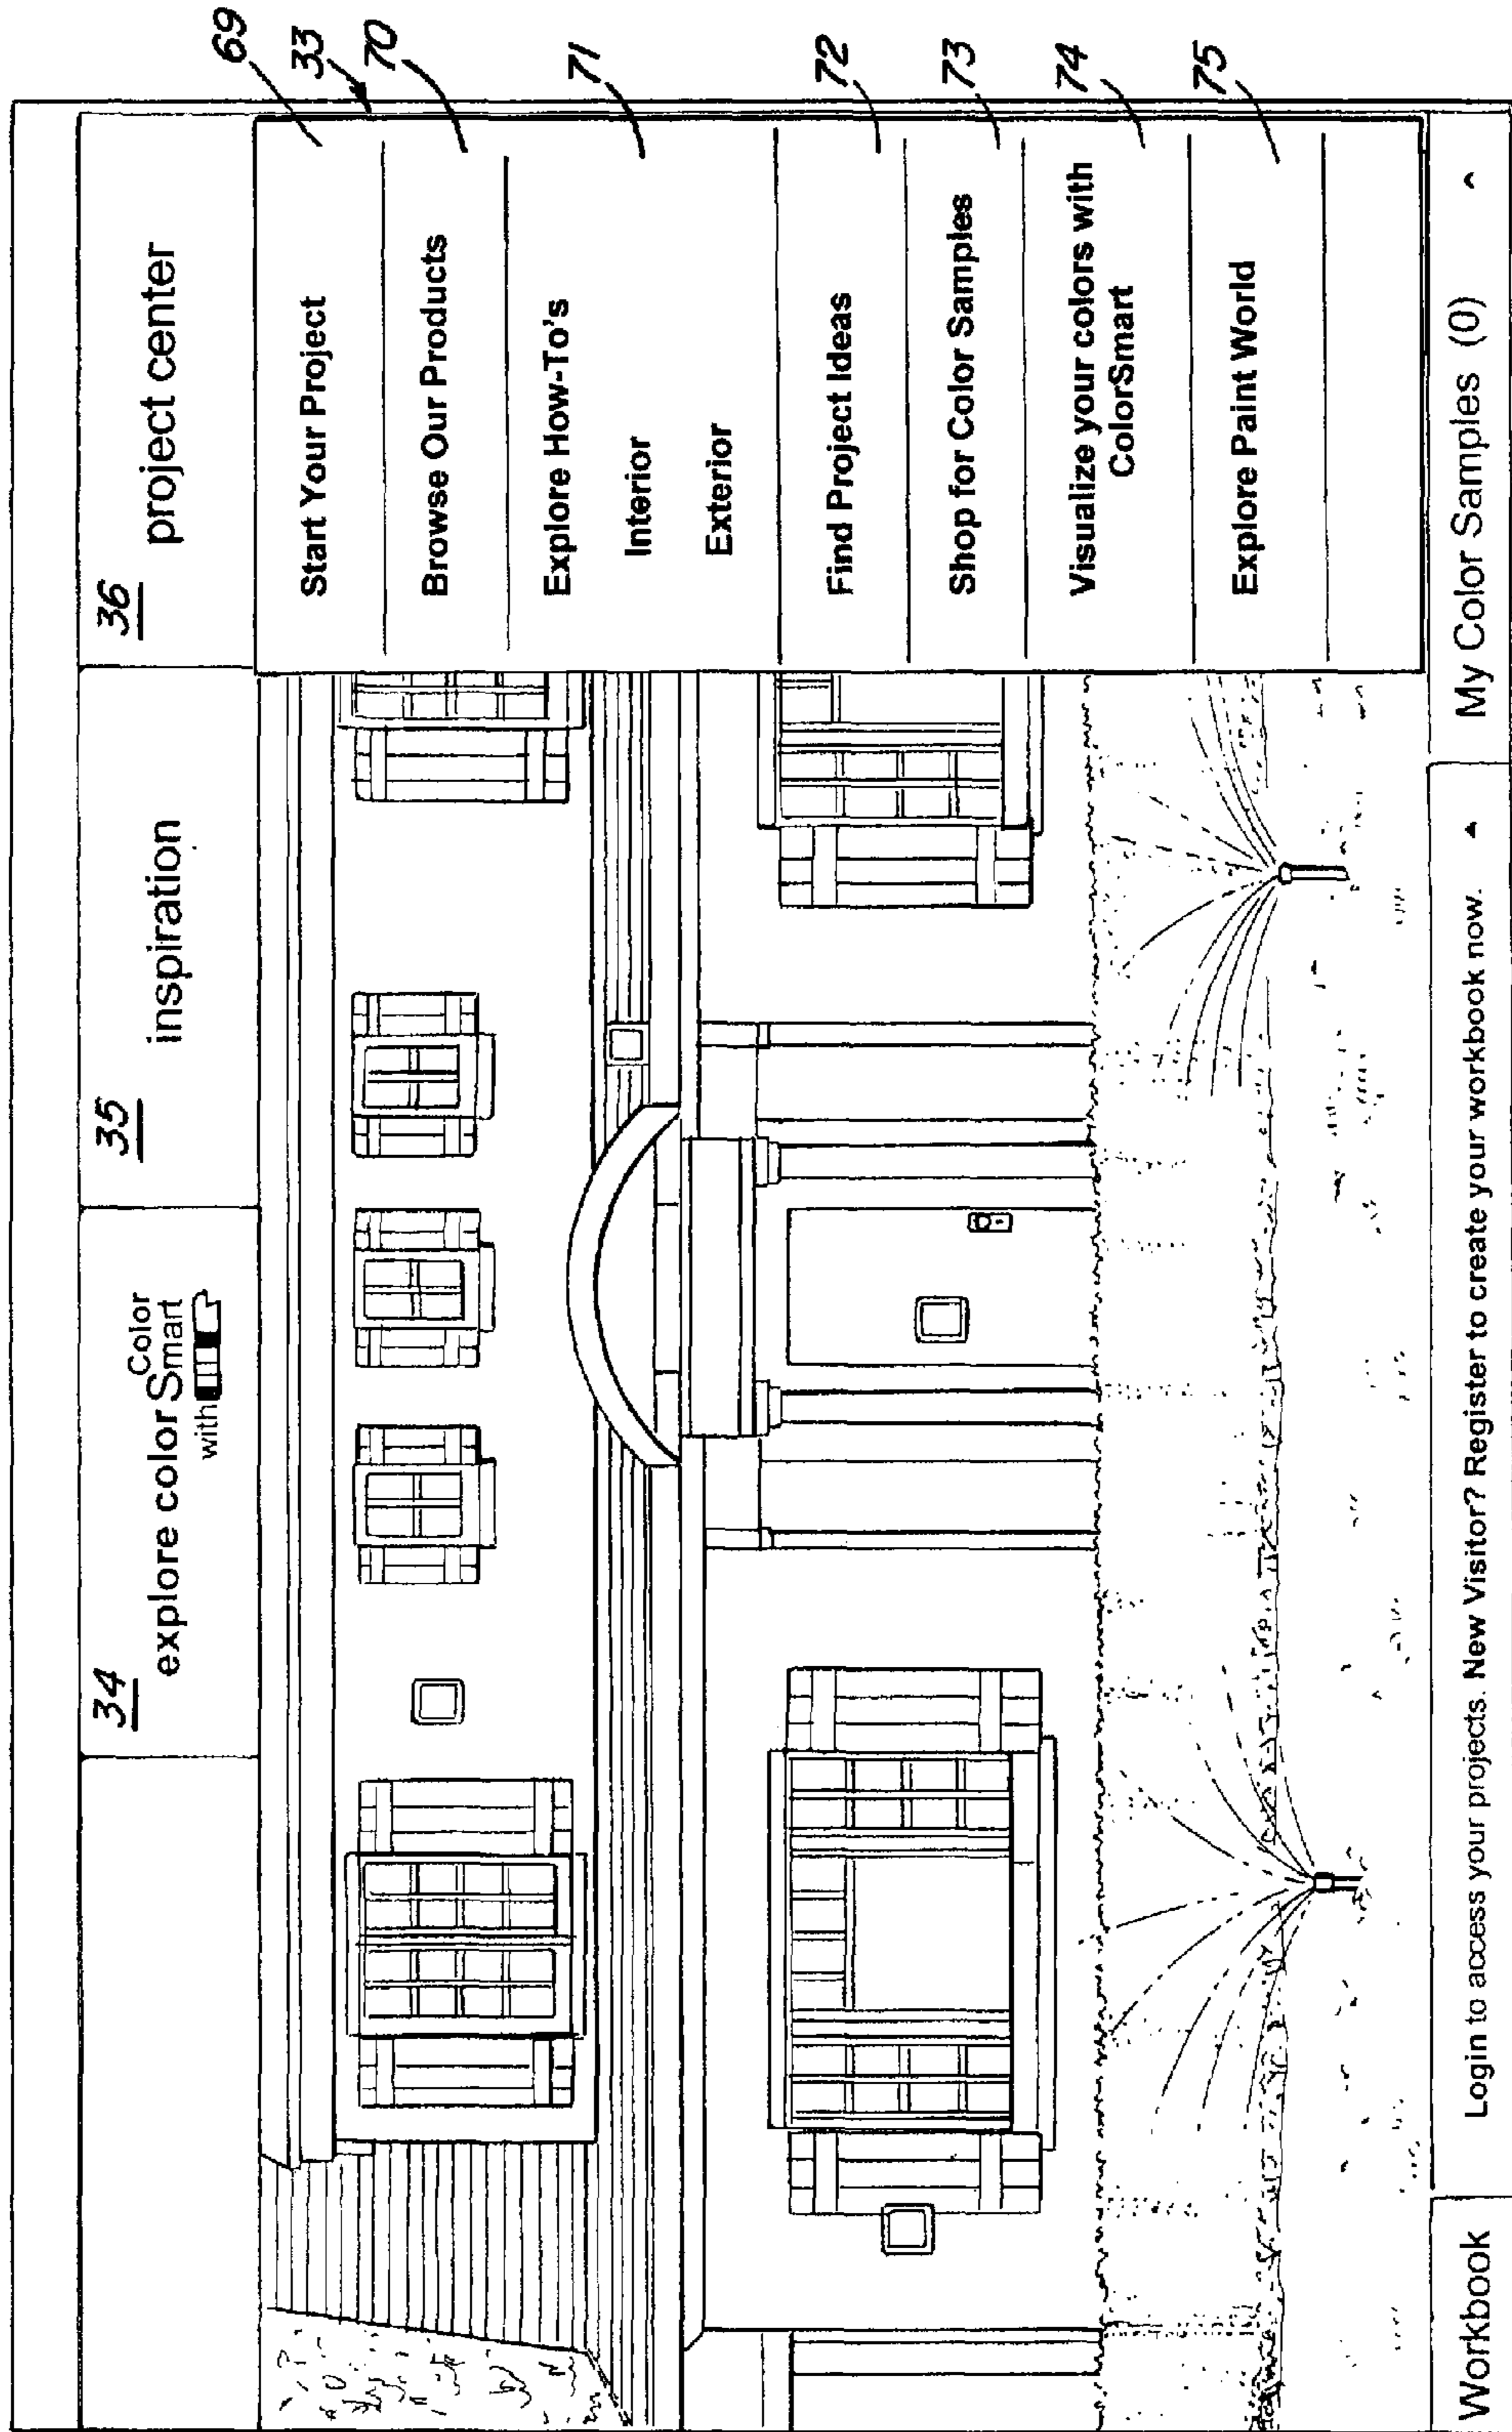 34
explore color
with
Color
Smart
35
inspiration
36
project center
69
33
70
71
72
73
74
75
Start Your Project
Browse Our Products
Explore How-To's
Interior
Exterior
Find Project Ideas
Shop for Color Samples
Visualize your colors with
ColorSmart
Explore Paint World
Workbook
Login to access your projects. New Visitor? Register to create your workbook now.
My Color Samples (0)